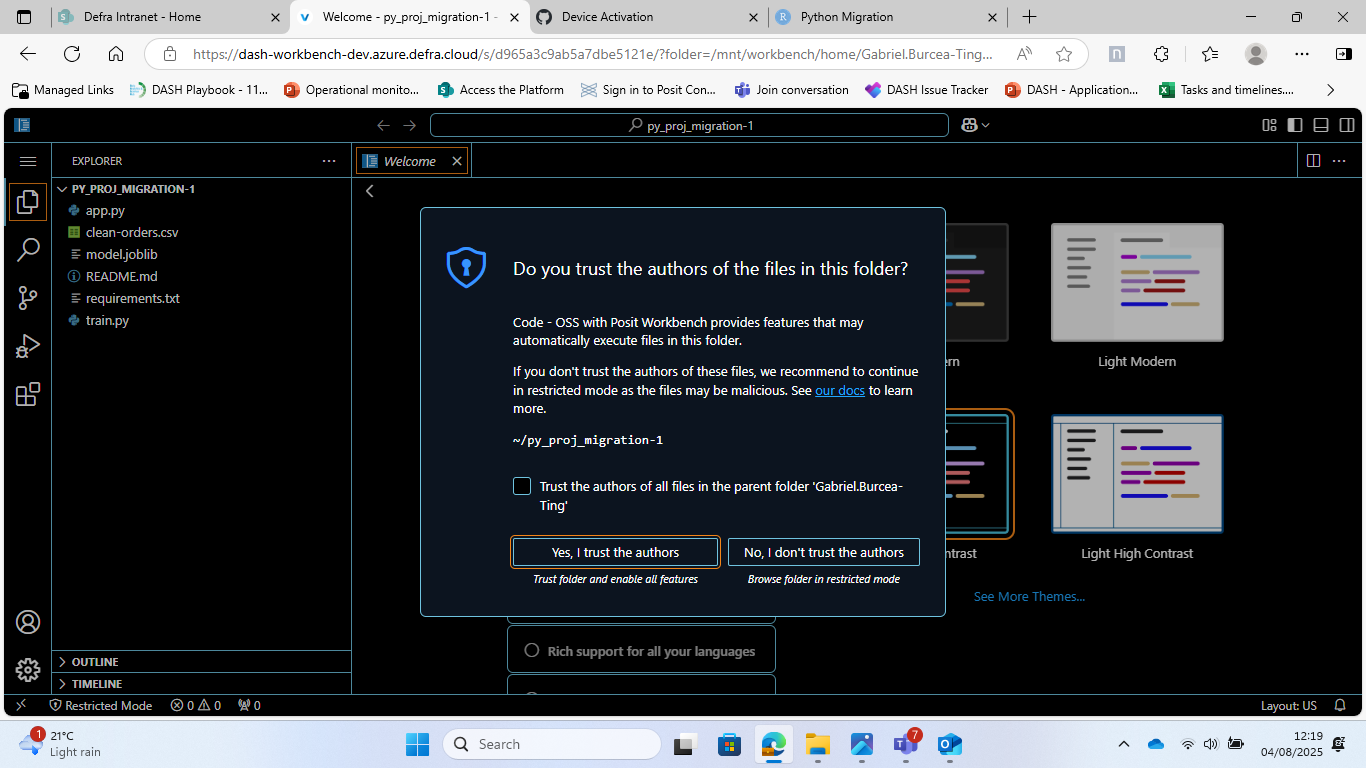 Defra Intranet - Home
Welcome - py_proj_migration-1 -
Device Activation
Python Migration
https://dash-workbench-dev.azure.defra.cloud/s/d965a3c9ab5a7dbe5121e/?folder=/mnt/workbench/home/Gabriel.Burcea-Ting...
Managed Links
DASH Playbook - 11...
Operational monito...
Access the Platform
Sign in to Posit Con...
Join conversation
DASH Issue Tracker
DASH - Application...
Tasks and timelines....
py_proj_migration-1
EXPLORER
Welcome
PY_PROJ_MIGRATION-1
app.py
clean-orders.csv
model.joblib
README.md
requirements.txt
train.py
Do you trust the authors of the files in this folder?
Code - OSS with Posit Workbench provides features that may
automatically execute files in this folder.
If you don't trust the authors of these files, we recommend to continue
in restricted mode as the files may be malicious. See our docs to learn
more.
~/py_proj_migration-1
Trust the authors of all files in the parent folder 'Gabriel.Burcea-
Ting'
Yes, I trust the authors
No, I don't trust the authors
Trust folder and enable all features
Browse folder in restricted mode
Light Modern
Light High Contrast
See More Themes...
Rich support for all your languages
OUTLINE
TIMELINE
Restricted Mode
0
0
0
Layout: US
1
21°C
Light rain
Search
7
12:19
04/08/2025